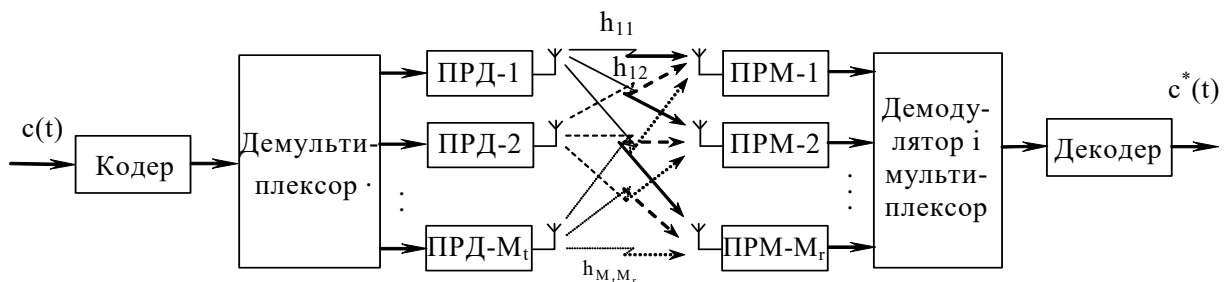 h₁₁
h₁₂
c(t)
Кодер
Демульти-
плексор
ПРД-1
ПРД-2
ПРД-Mₜ
h_MₜMᵣ
ПРМ-1
ПРМ-2
ПРМ-Mᵣ
Демоду-
лятор і
мульти-
плексор
Декодер
c*(t)